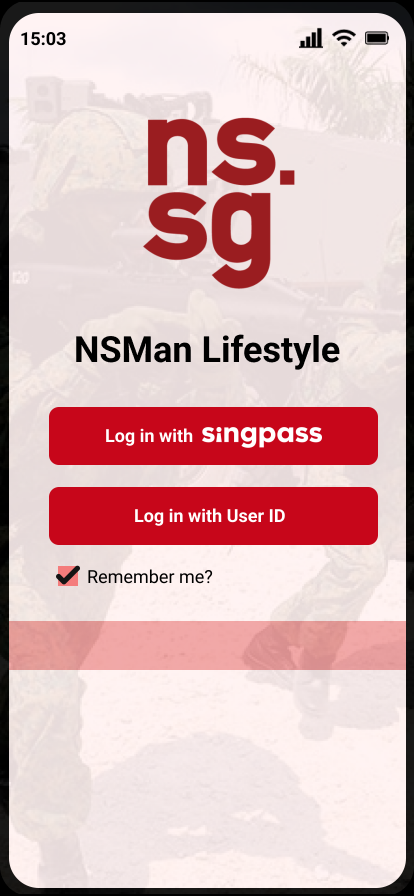 15:03
ns.
sg
NSMan Lifestyle
Log in with singpass
Log in with User ID
Remember me?